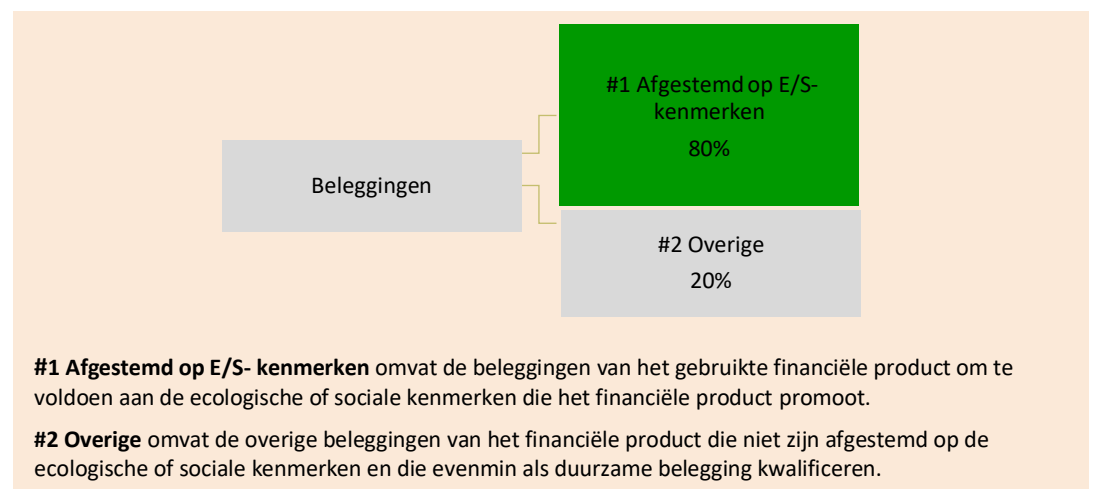 #1 Afgestemd op E/S-
kenmerken
80%
Beleggingen
#2 Overige
20%
#1 Afgestemd op E/S- kenmerken omvat de beleggingen van het gebruikte financiële product om te
voldoen aan de ecologische of sociale kenmerken die het financiële product promoot.
#2 Overige omvat de overige beleggingen van het financiële product die niet zijn afgestemd op de
ecologische of sociale kenmerken en die evenmin als duurzame belegging kwalificeren.